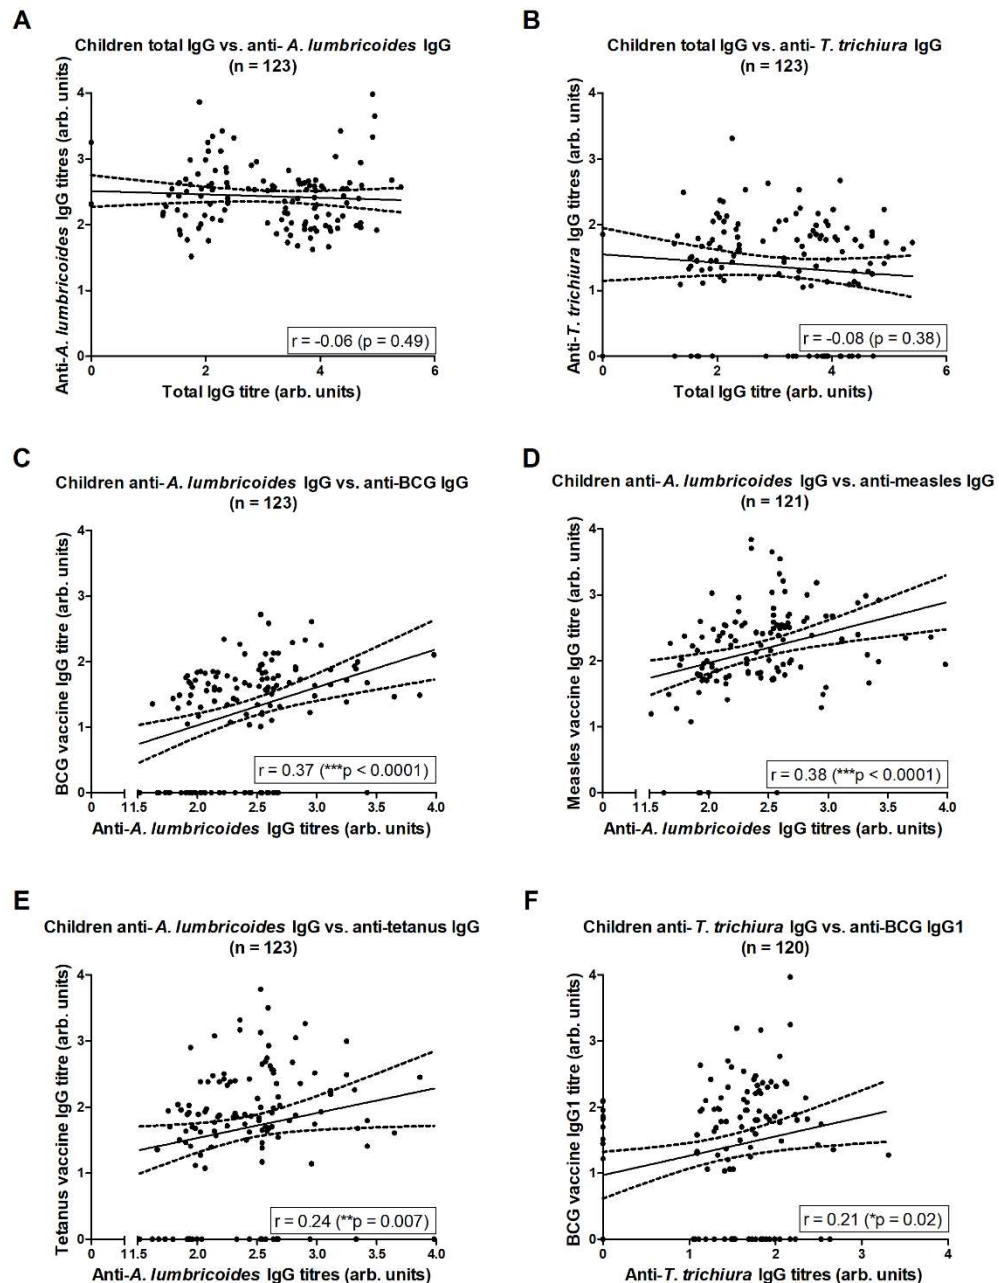 A
Children total IgG vs. anti- A. lumbricoides IgG
(n = 123)
Anti-A. lumbricoides IgG titres (arb. units)
4
3
2
1
0
r = -0.06 (p = 0.49)
0 2 4 6
Total IgG titre (arb. units)
B
Children total IgG vs. anti- T. trichiura IgG
(n = 123)
Anti- T. trichiura IgG titres (arb. units)
4
3
2
1
0
r = -0.08 (p = 0.38)
0 2 4 6
Total IgG titre (arb. units)
C
Children anti- A. lumbricoides IgG vs. anti-BCG IgG
(n = 123)
BCG vaccine IgG titre (arb. units)
4
3
2
1
0
r = 0.37 (***p < 0.0001)
0 11.5 2.0 2.5 3.0 3.5 4.0
Anti-A. lumbricoides IgG titres (arb. units)
D
Children anti- A. lumbricoides IgG vs. anti-measles IgG
(n = 121)
Measles vaccine IgG titre (arb. units)
4
3
2
1
0
r = 0.38 (***p < 0.0001)
0 11.5 2.0 2.5 3.0 3.5 4.0
Anti-A. lumbricoides IgG titres (arb. units)
E
Children anti- A. lumbricoides IgG vs. anti-tetanus IgG
(n = 123)
Tetanus vaccine IgG titre (arb. units)
4
3
2
1
0
r = 0.24 (**p = 0.007)
0 11.5 2.0 2.5 3.0 3.5 4.0
Anti-A. lumbricoides IgG titres (arb. units)
F
Children anti- T. trichiura IgG vs. anti-BCG IgG1
(n = 120)
BCG vaccine IgG1 titre (arb. units)
4
3
2
1
0
r = 0.21 (*p = 0.02)
0 1 2 3 4
Anti-T. trichiura IgG titres (arb. units)